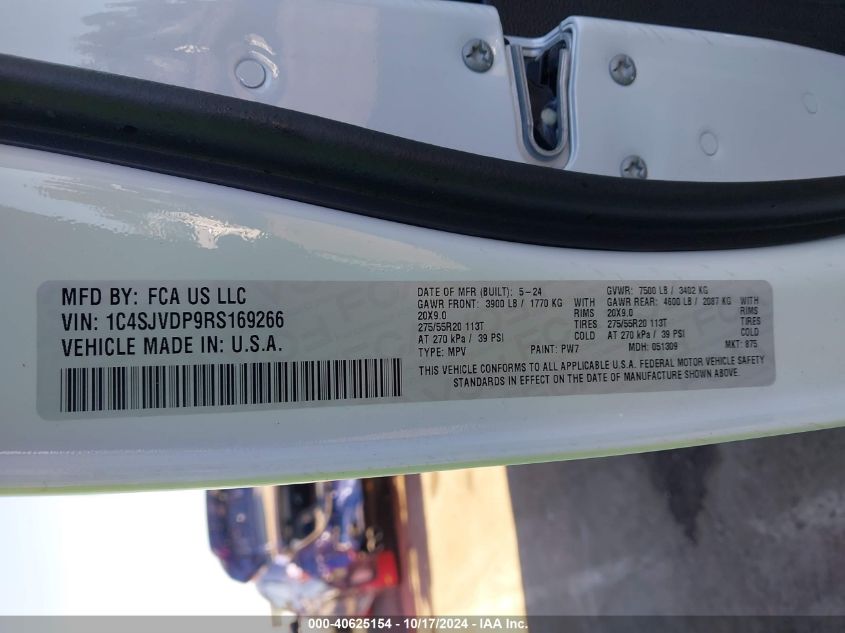 MFD BY: FCA US LLC
VIN: 1C4SJVDP9RS169266
VEHICLE MADE IN: U.S.A.
DATE OF MFR (BUILT): 5-24 GVWR: 7500 LB / 3402 KG
GAWR FRONT: 3900 LB / 1770 KG WITH GAWR REAR: 4600 LB / 2087 KG WITH
20X9.0 RIMS 20X9.0 RIMS
275/55R20 113T TIRES 275/55R20 113T TIRES
AT 270 kPa / 39 PSI COLD AT 270 kPa / 39 PSI COLD
TYPE: MPV PAINT: PW7 MDH: 051309 MKT: 875
THIS VEHICLE CONFORMS TO ALL APPLICABLE U.S.A. FEDERAL MOTOR VEHICLE SAFETY
STANDARDS IN EFFECT ON THE DATE OF MANUFACTURE SHOWN ABOVE.
000-40625154 - 10/17/2024 - IAA Inc.